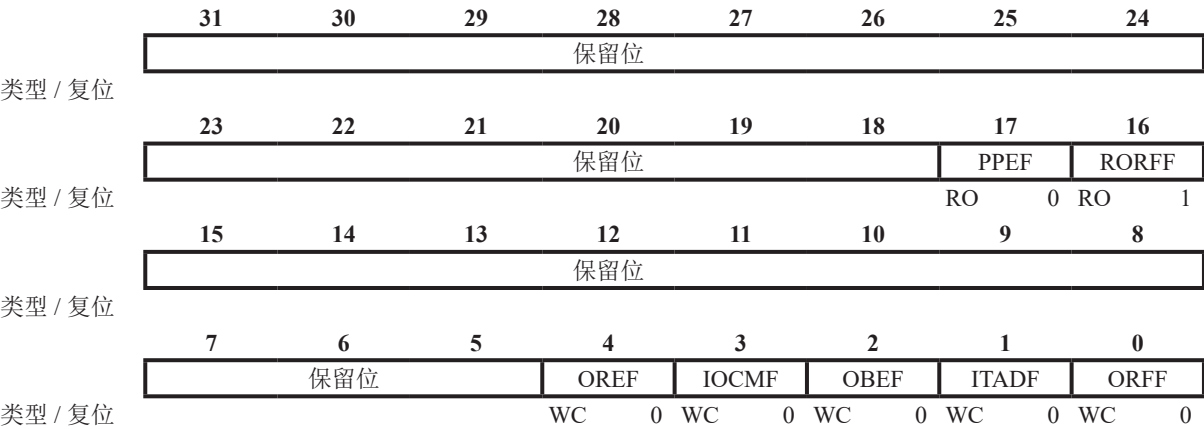 31 30 29 28 27 26 25 24
保留位
类型 / 复位
23 22 21 20 19 18 17 16
保留位 PPEF RORFF
类型 / 复位 RO 0 RO 1
15 14 13 12 11 10 9 8
保留位
类型 / 复位
7 6 5 4 3 2 1 0
保留位 OREF IOCMF OBEF ITADF ORFF
类型 / 复位 WC 0 WC 0 WC 0 WC 0 WC 0